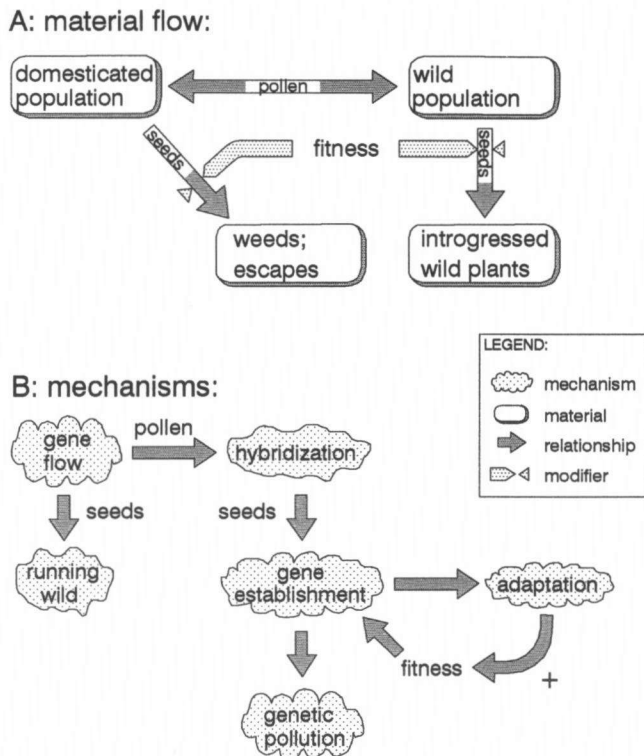 A: material flow:
domesticated
population
pollen
wild
population
seeds
fitness
seeds
weeds;
escapes
introgressed
wild plants
LEGEND:
mechanism
material
relationship
modifier
B: mechanisms:
gene
flow
pollen
hybridization
seeds
seeds
running
wild
gene
establishment
adaptation
fitness
+
genetic
pollution